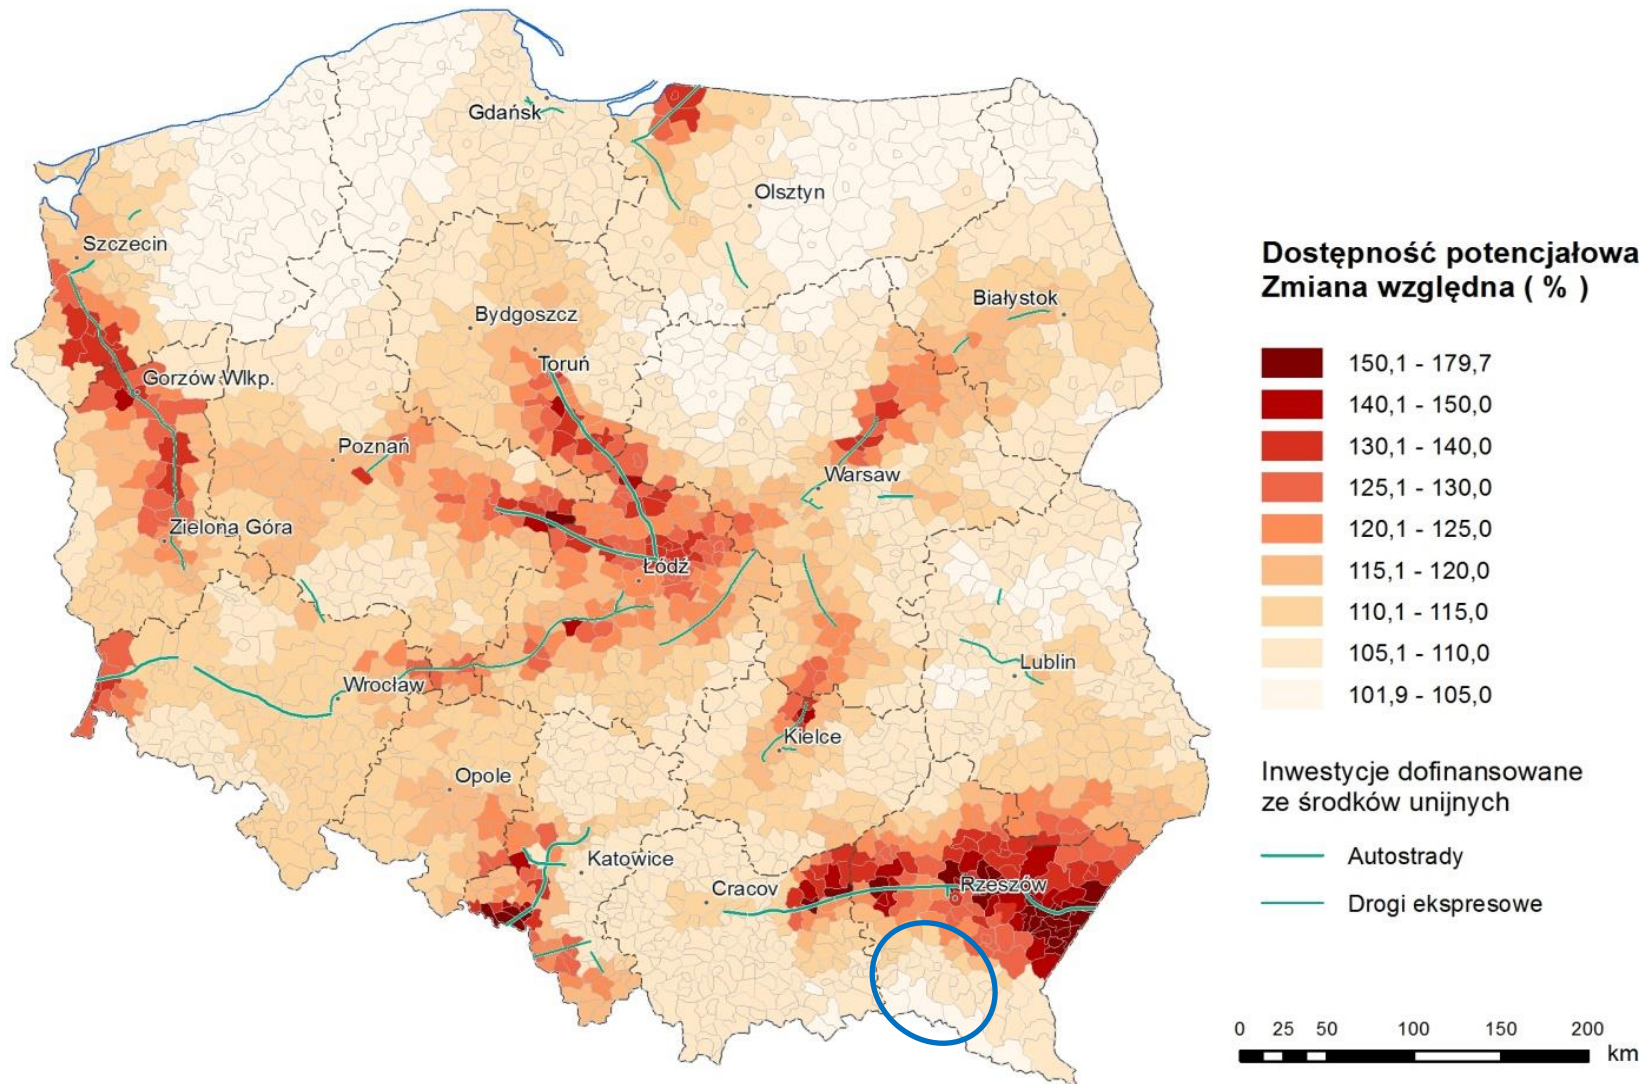 Gdańsk
Olsztyn
Szczecin
Białystok
Bydgoszcz
Toruń
Gorzów Wlkp.
Poznań
Warsaw
Zielona Góra
Łódź
Lublin
Wrocław
Kielce
Opole
Katowice
Cracov
Rzeszów
Dostępność potencjałowa
Zmiana względna ( % )
150,1 - 179,7
140,1 - 150,0
130,1 - 140,0
125,1 - 130,0
120,1 - 125,0
115,1 - 120,0
110,1 - 115,0
105,1 - 110,0
101,9 - 105,0
Inwestycje dofinansowane
ze środków unijnych
Autostrady
Drogi ekspresowe
0 25 50 100 150 200
km